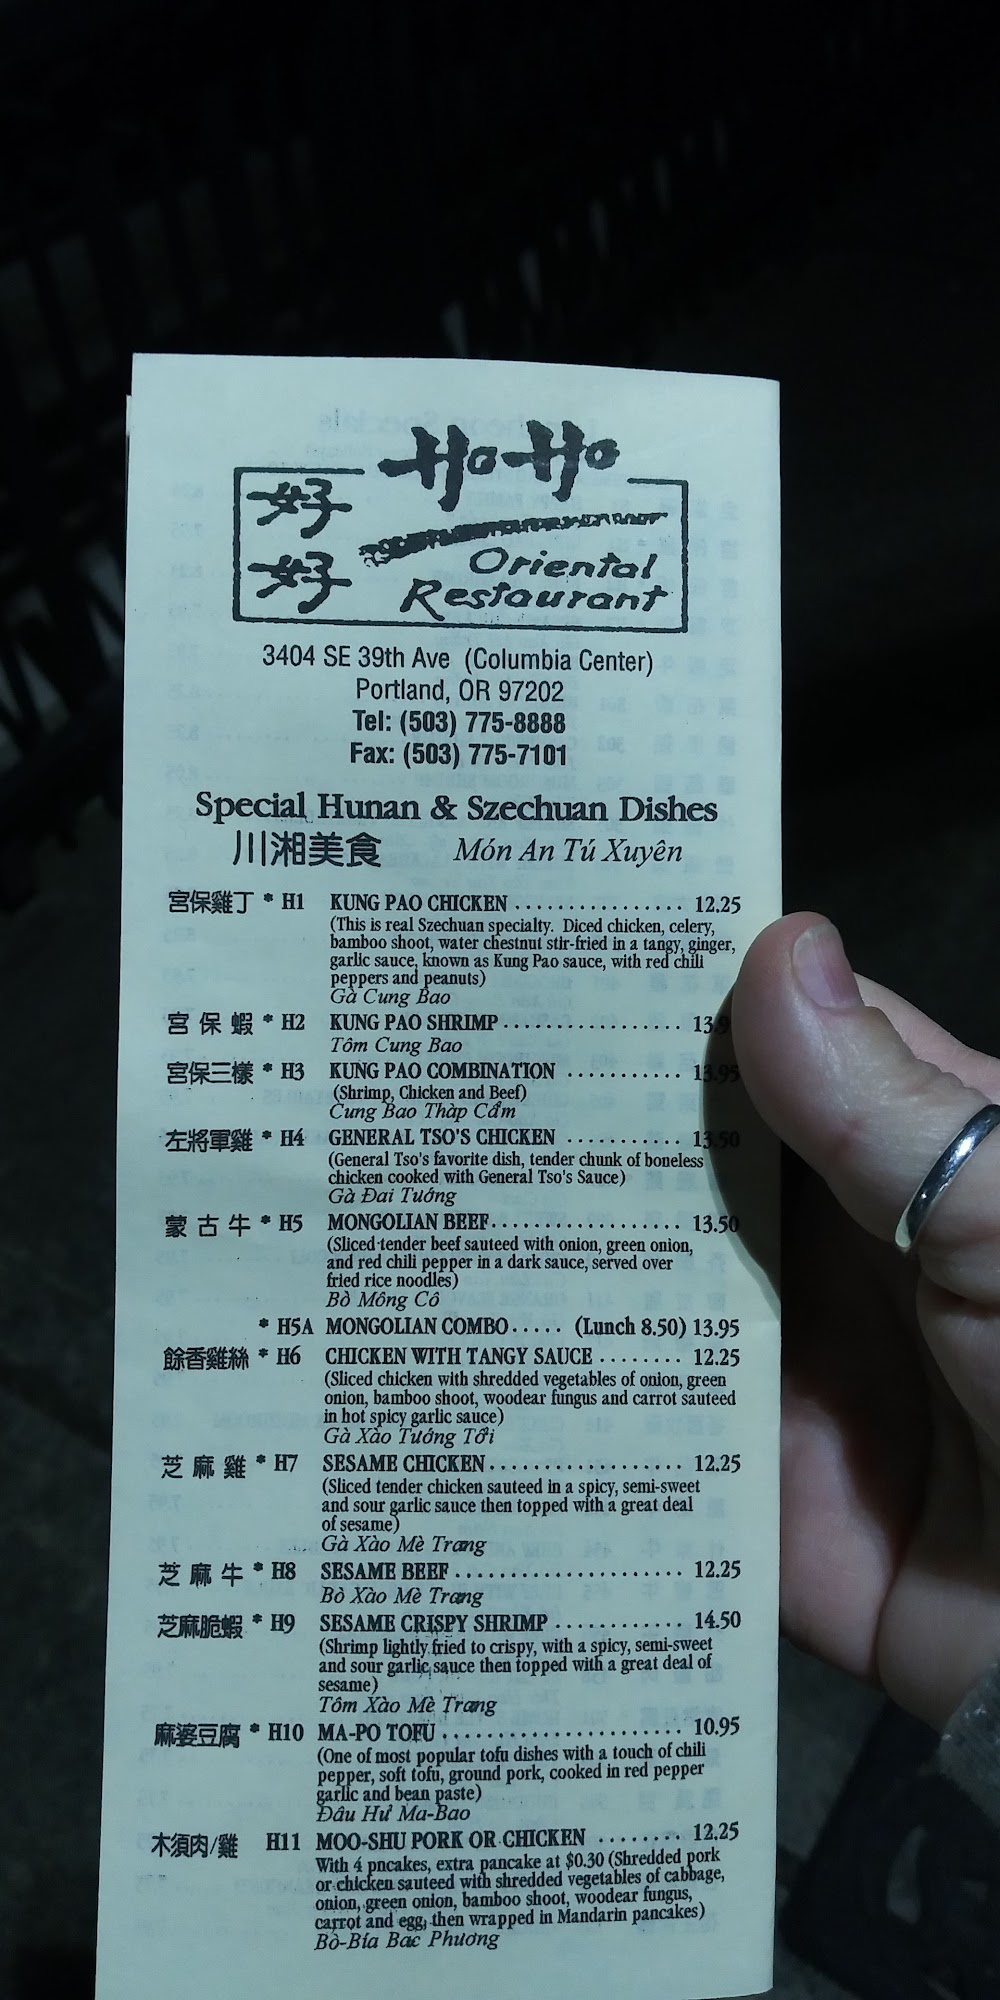 Ho-Ho
好
好
Oriental
Restaurant
3404 SE 39th Ave (Columbia Center)
Portland, OR 97202
Tel: (503) 775-8888
Fax: (503) 775-7101
Special Hunan & Szechuan Dishes
川湘美食 Món An Tú Xuyên
宮保雞丁 * H1 KUNG PAO CHICKEN ................ 12.25
(This is real Szechuan specialty. Diced chicken, celery,
bamboo shoot, water chestnut stir-fried in a tangy, ginger,
garlic sauce, known as Kung Pao sauce, with red chili
peppers and peanuts)
Gà Cung Bao
宮保蝦 * H2 KUNG PAO SHRIMP................. 13.9
Tôm Cung Bao
宮保三樣 * H3 KUNG PAO COMBINATION ........... 13.95
(Shrimp, Chicken and Beef)
Cung Bao Thàp Cẩm
左將軍雞 * H4 GENERAL TSO'S CHICKEN ........... 13.50
(General Tso's favorite dish, tender chunk of boneless
chicken cooked with General Tso's Sauce)
Gà Đai Tuớng
蒙古牛 * H5 MONGOLIAN BEEF................... 13.50
(Sliced tender beef sauteed with onion, green onion,
and red chili pepper in a dark sauce, served over
fried rice noodles)
Bò Mông Cô
* H5A MONGOLIAN COMBO..... (Lunch 8.50) 13.95
餘香雞絲 * H6 CHICKEN WITH TANGY SAUCE ........ 12.25
(Sliced chicken with shredded vegetables of onion, green
onion, bamboo shoot, woodear fungus and carrot sauteed
in hot spicy garlic sauce)
Gà Xào Tuớng Tởi
芝麻雞 * H7 SESAME CHICKEN................... 12.25
(Sliced tender chicken sauteed in a spicy, semi-sweet
and sour garlic sauce then topped with a great deal
of sesame)
Gà Xào Mè Trang
芝麻牛 * H8 SESAME BEEF...................... 12.25
Bò Xào Mè Trang
芝麻脆蝦 * H9 SESAME CRISPY SHRIMP ............ 14.50
(Shrimp lightly fried to crispy, with a spicy, semi-sweet
and sour garlic sauce then topped with a great deal of
sesame)
Tôm Xào Mè Trang
麻婆豆腐 * H10 MA-PO TOFU ..................... 10.95
(One of most popular tofu dishes with a touch of chili
pepper, soft tofu, ground pork, cooked in red pepper
garlic and bean paste)
Đâu Hủ Ma-Bao
木須肉/雞 H11 MOO-SHU PORK OR CHICKEN ........ 12.25
With 4 pncakes, extra pancake at $0.30 (Shredded pork
or chicken sauteed with shredded vegetables of cabbage,
onion, green onion, bamboo shoot, woodear fungus,
carrot and egg, then wrapped in Mandarin pancakes)
Bò-Bía Bac Phuong